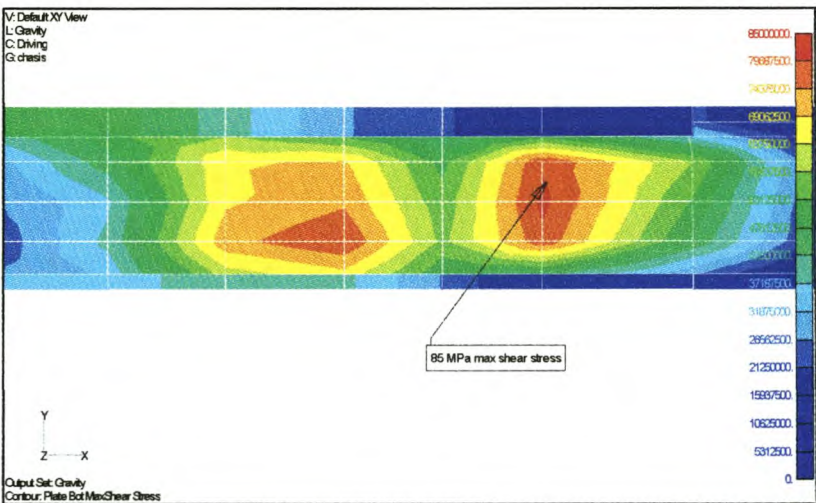 V: Default XY View
L: Gravity
C: Driving
G: chasis
85000000.
79687500.
74375000.
69062500.
37187500.
31875000.
26562500.
21250000.
15937500.
10625000.
5312500.
0.
85 MPa max shear stress
Y
Z X
Output Set: Gravity
Contour: Plate Bot MaxShear Stress